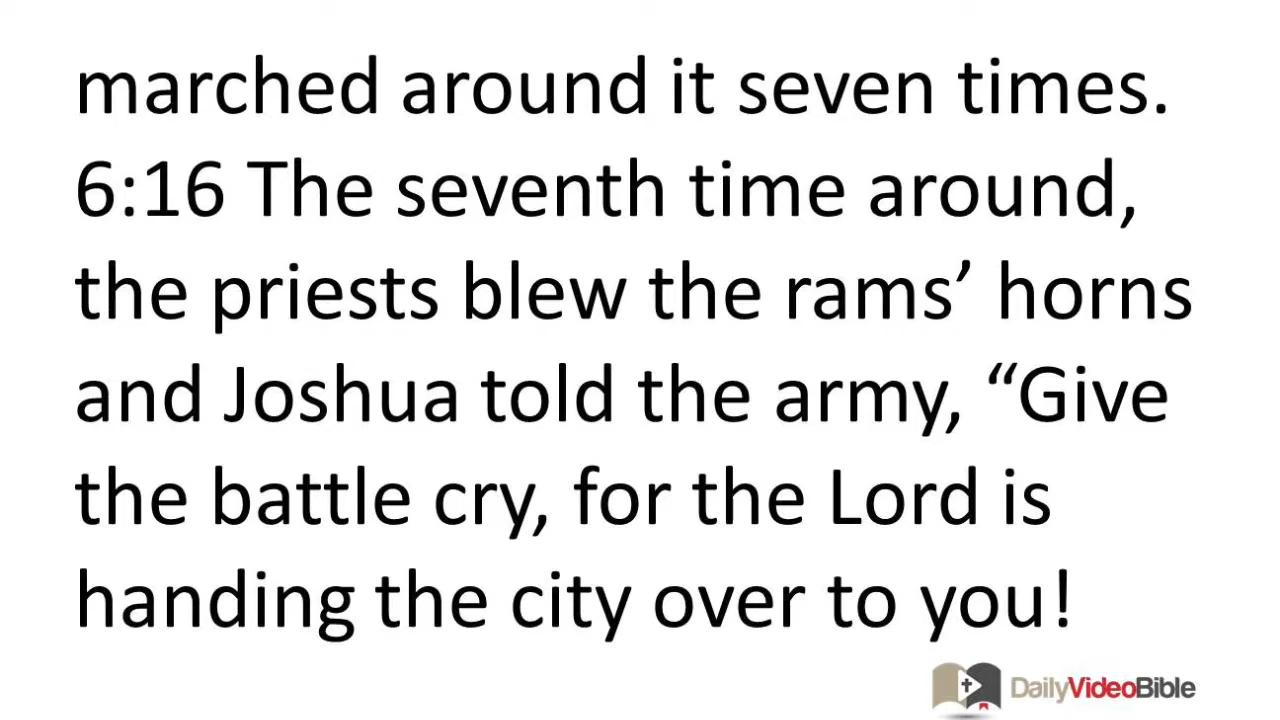 marched around it seven times.
6:16 The seventh time around,
the priests blew the rams’ horns
and Joshua told the army, “Give
the battle cry, for the Lord is
handing the city over to you!
DailyVideoBible